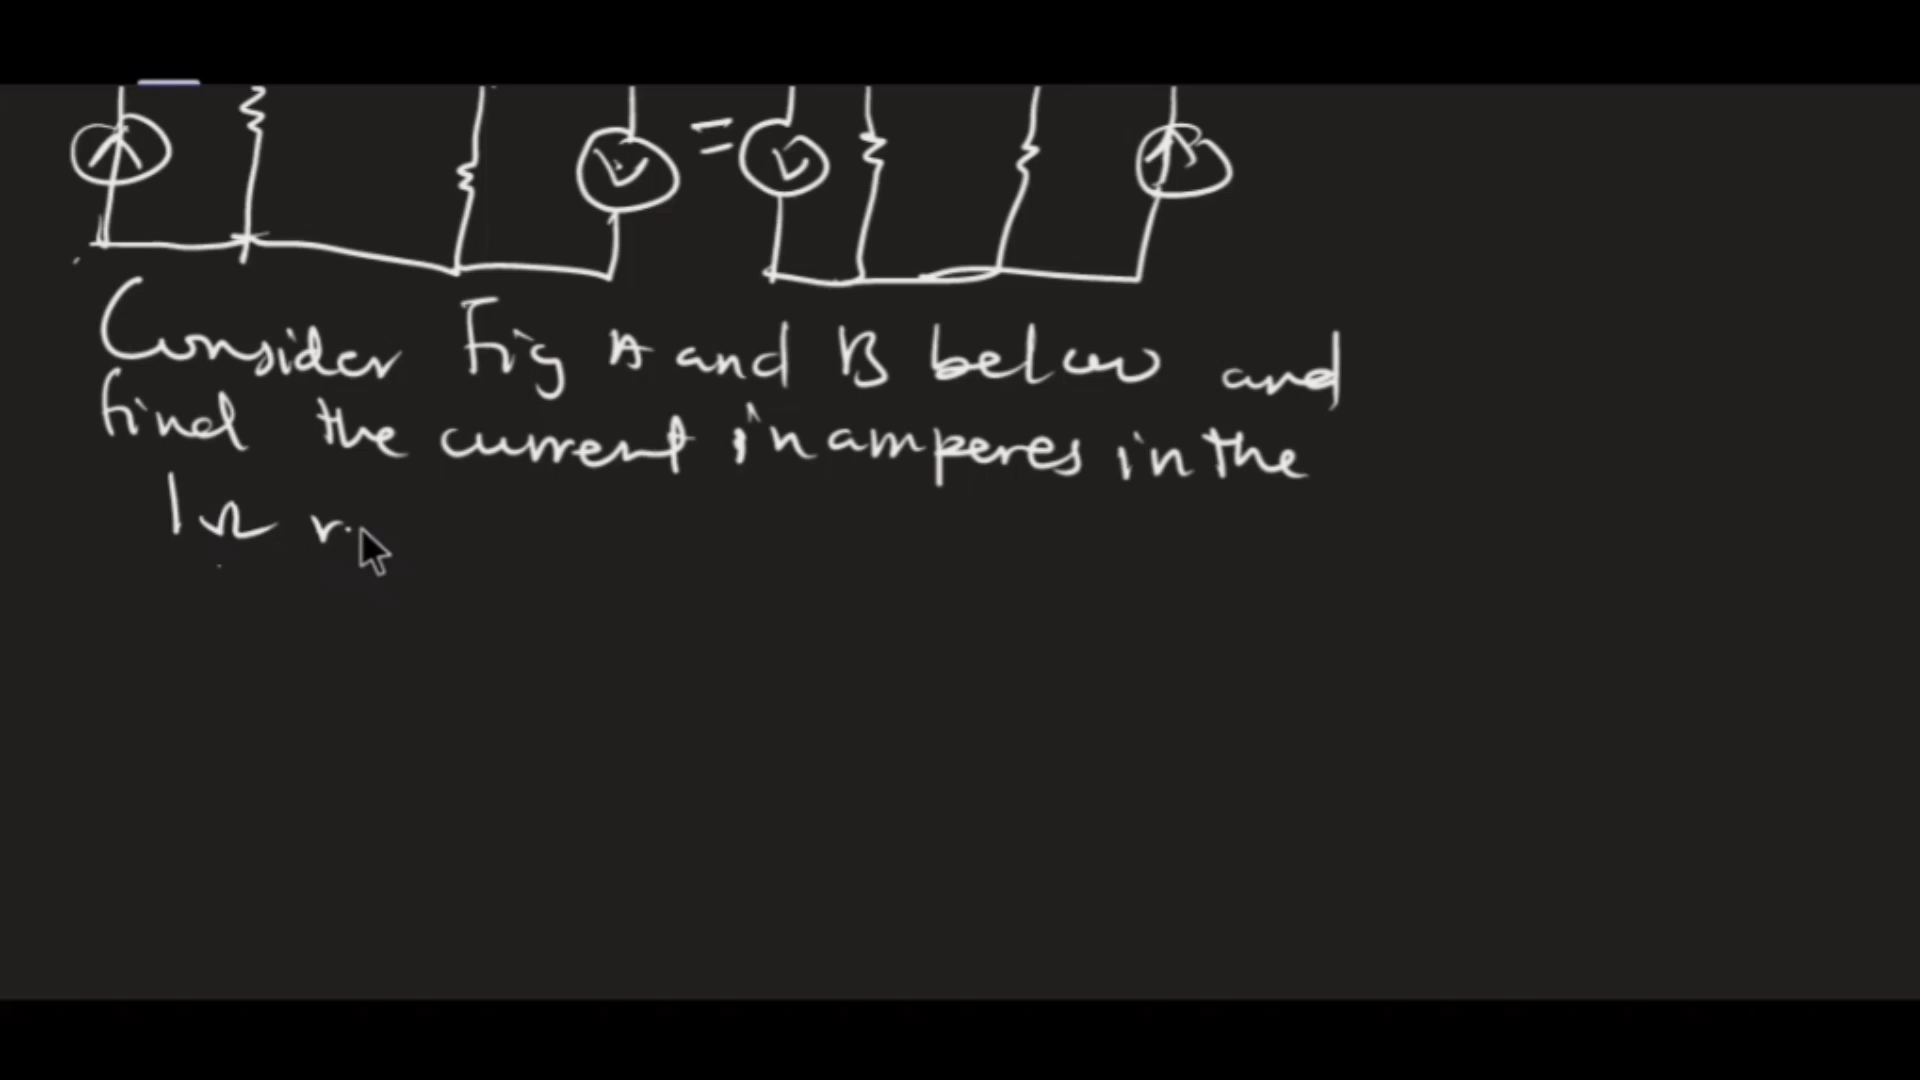 V = V
Consider Fig A and B below and
find the current in amperes in the
1Ω r